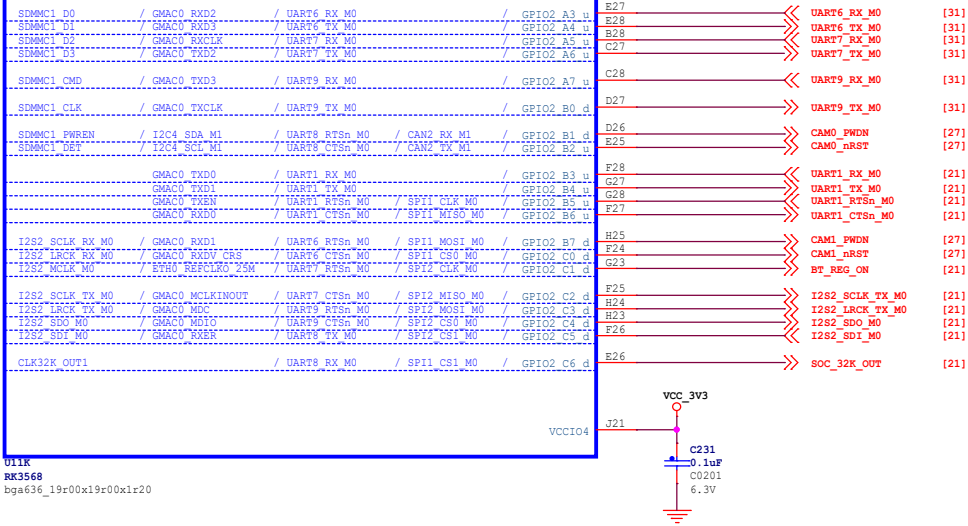 SDMMC1_D0 / GMAC0_RXD2 / UART6_RX_M0 / GPIO2_A3_u E27 UART6_RX_M0 [31]
SDMMC1_D1 / GMAC0_RXD3 / UART6_TX_M0 / GPIO2_A4_u E28 UART6_TX_M0 [31]
SDMMC1_D2 / GMAC0_RXCLK / UART7_RX_M0 / GPIO2_A5_u B28 UART7_RX_M0 [31]
SDMMC1_D3 / GMAC0_TXD2 / UART7_TX_M0 / GPIO2_A6_u C27 UART7_TX_M0 [31]
SDMMC1_CMD / GMAC0_TXD3 / UART9_RX_M0 / GPIO2_A7_u C28 UART9_RX_M0 [31]
SDMMC1_CLK / GMAC0_TXCLK / UART9_TX_M0 / GPIO2_B0_d D27 UART9_TX_M0 [31]
SDMMC1_PWREN / I2C4_SDA_M1 / UART8_RTSn_M0 / CAN2_RX_M1 / GPIO2_B1_d D26 CAM0_PWDN [27]
SDMMC1_DET / I2C4_SCL_M1 / UART8_CTSn_M0 / CAN2_TX_M1 / GPIO2_B2_u E25 CAM0_nRST [27]
GMAC0_TXD0 / UART1_RX_M0 / GPIO2_B3_u F28 UART1_RX_M0 [21]
GMAC0_TXD1 / UART1_TX_M0 / GPIO2_B4_u G27 UART1_TX_M0 [21]
GMAC0_TXEN / UART1_RTSn_M0 / SPI1_CLK_M0 / GPIO2_B5_u G28 UART1_RTSn_M0 [21]
GMAC0_RXD0 / UART1_CTSn_M0 / SPI1_MISO_M0 / GPIO2_B6_u F27 UART1_CTSn_M0 [21]
I2S2_SCLK_RX_M0 / GMAC0_RXD1 / UART6_RTSn_M0 / SPI1_MOSI_M0 / GPIO2_B7_d H25 CAM1_PWDN [27]
I2S2_LRCK_RX_M0 / GMAC0_RXDV_CRS / UART6_CTSn_M0 / SPI1_CS0_M0 / GPIO2_C0_d F24 CAM1_nRST [27]
I2S2_MCLK_M0 / ETH0_REFCLKO_25M / UART7_RTSn_M0 / SPI2_CLK_M0 / GPIO2_C1_d G23 BT_REG_ON [21]
I2S2_SCLK_TX_M0 / GMAC0_MCLKINOUT / UART7_CTSn_M0 / SPI2_MISO_M0 / GPIO2_C2_d F25 I2S2_SCLK_TX_M0 [21]
I2S2_LRCK_TX_M0 / GMAC0_MDC / UART9_RTSn_M0 / SPI2_MOSI_M0 / GPIO2_C3_d H24 I2S2_LRCK_TX_M0 [21]
I2S2_SDO_M0 / GMAC0_MDIO / UART9_CTSn_M0 / SPI2_CS0_M0 / GPIO2_C4_d H23 I2S2_SDO_M0 [21]
I2S2_SDI_M0 / GMAC0_RXER / UART8_TX_M0 / SPI2_CS1_M0 / GPIO2_C5_d F26 I2S2_SDI_M0 [21]
CLK32K_OUT1 / UART8_RX_M0 / SPI1_CS1_M0 / GPIO2_C6_d E26 SOC_32K_OUT [21]
VCC_3V3
VCCIO4 J21
C231
0.1uF
C0201
6.3V
U11K
RK3568
bga636_19r00x19r00x1r20